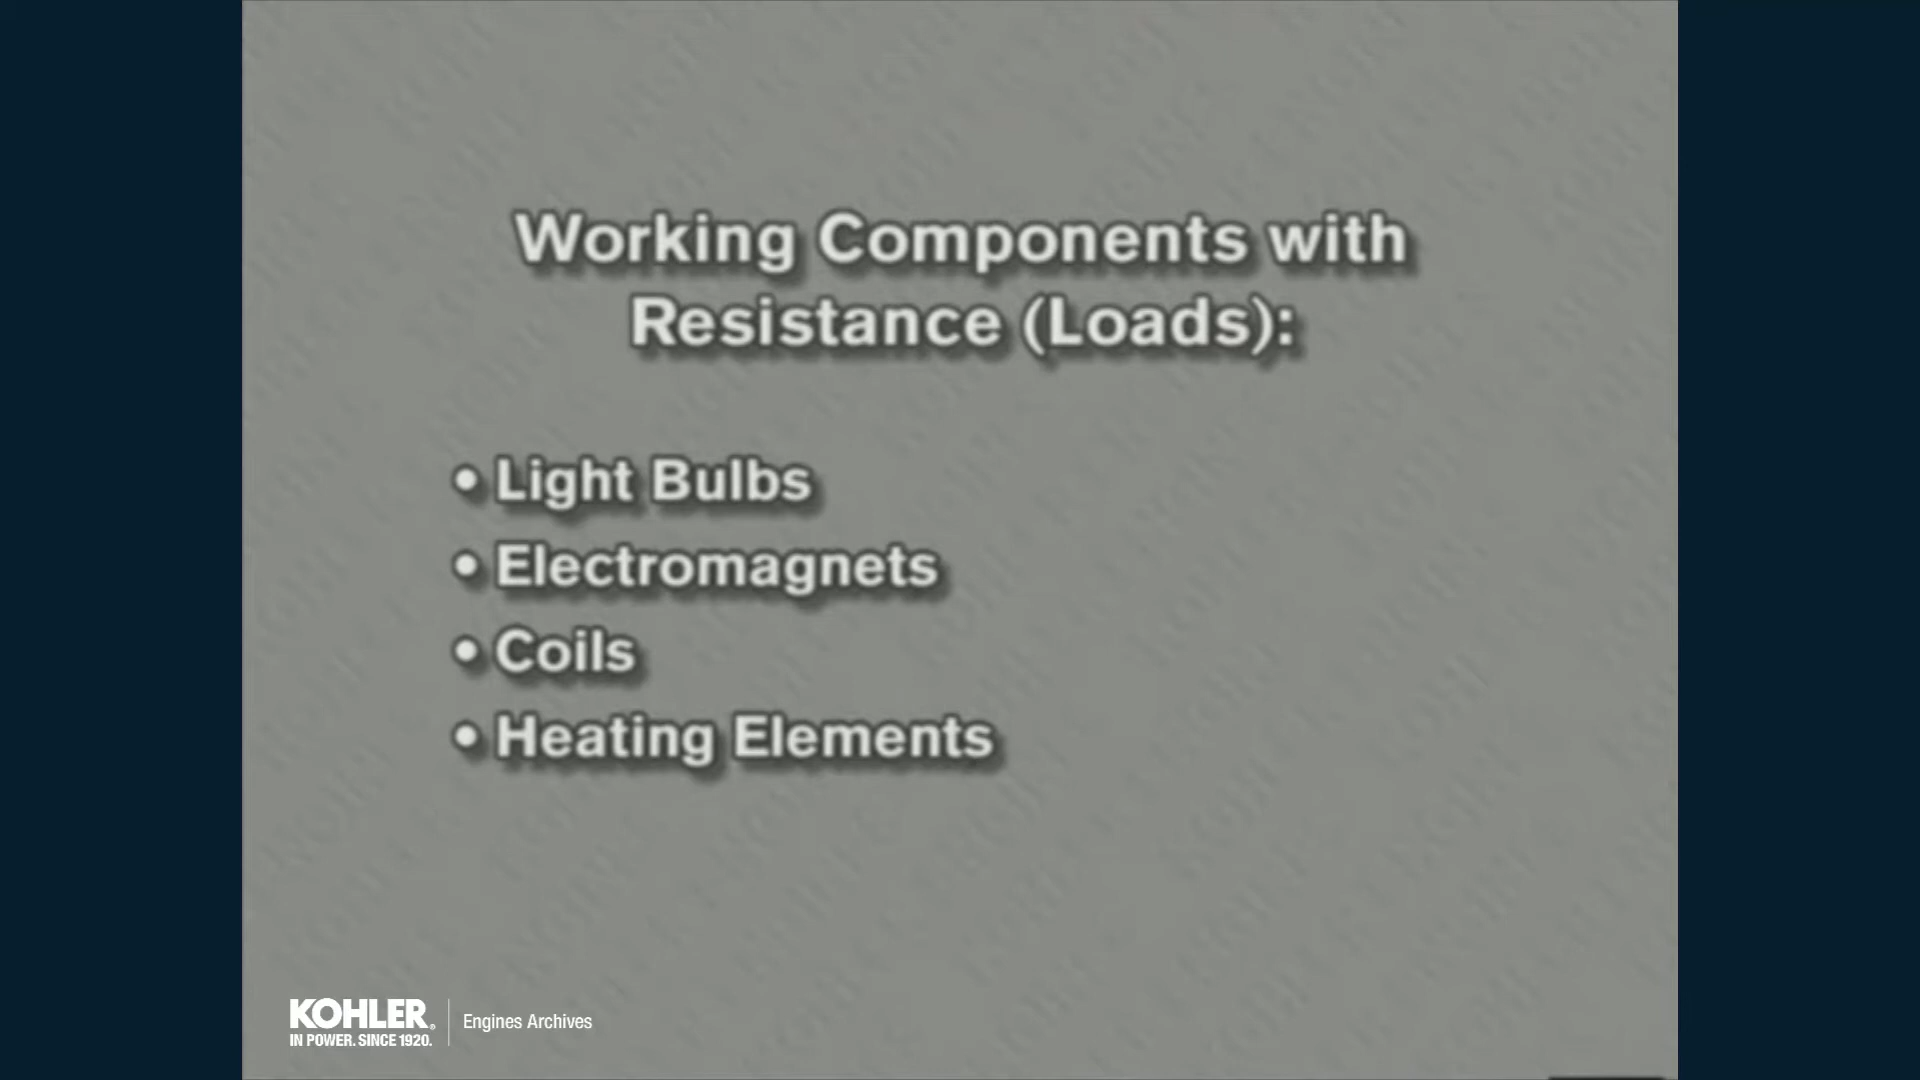 Working Components with
Resistance (Loads):
• Light Bulbs
• Electromagnets
• Coils
• Heating Elements
KOHLER®
IN POWER. SINCE 1920.
Engines Archives